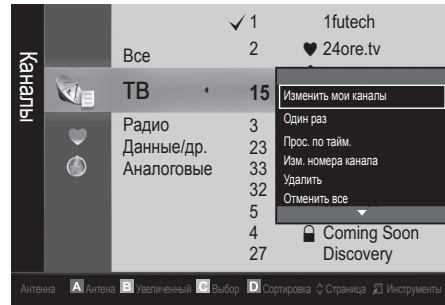 Каналы
✓ 1 1futech
Все 2 ♥ 24ore.tv
ТВ 15
Радио 3
Данные/др. 23
Аналоговые 33
32
5
4 Coming Soon
27 Discovery
Изменить мои каналы
Один раз
Прос. по тайм.
Изм. номера канала
Удалить
Отменить все
Антенна A Антена B Увеличенный C Выбор D Сортировка Страница Инструменты